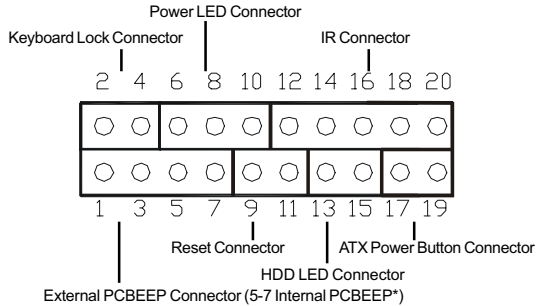 Power LED Connector
Keyboard Lock Connector
IR Connector
2 4 6 8 10 12 14 16 18 20
1 3 5 7 9 11 13 15 17 19
Reset Connector
ATX Power Button Connector
HDD LED Connector
External PCBEEP Connector (5-7 Internal PCBEEP*)